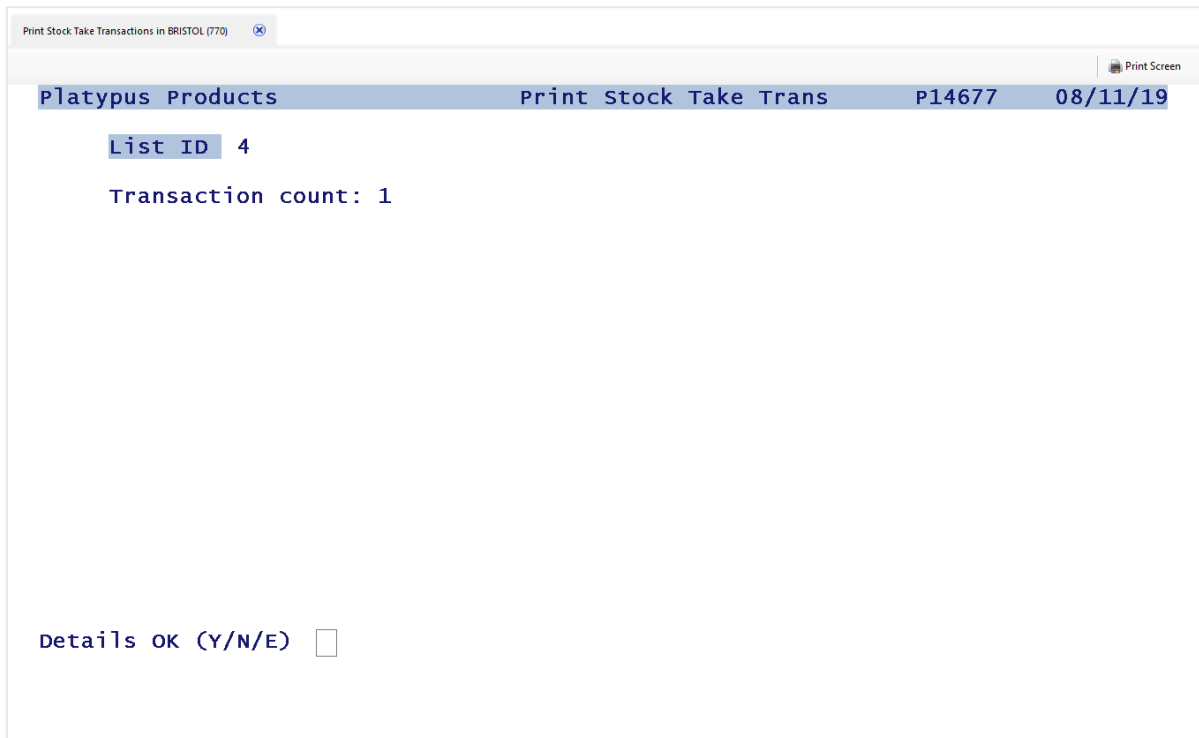 Print Stock Take Transactions in BRISTOL (770)
Print Screen
Platypus Products Print Stock Take Trans P14677 08/11/19
List ID 4
Transaction count: 1
Details OK (Y/N/E)